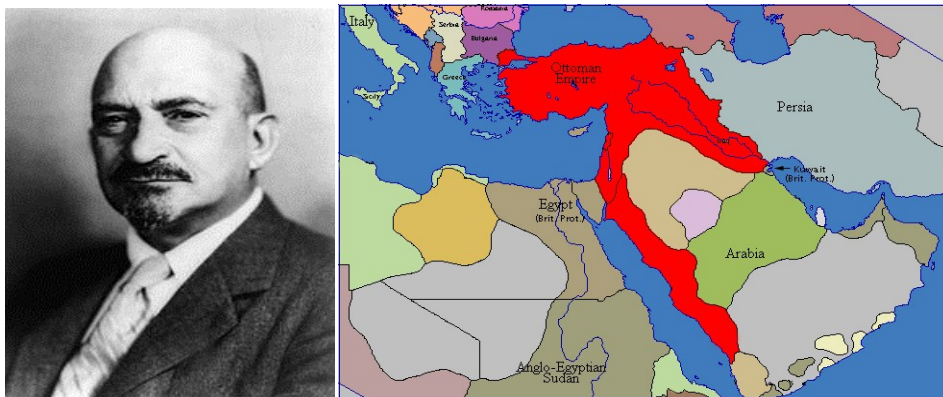 Italy
Romania
Serbia
Bulgaria
Greece
Sicily
Ottoman
Empire
Persia
Iraq
Kuwait
(Brit. Prot.)
Egypt
(Brit. Prot.)
Arabia
Anglo-Egyptian
Sudan